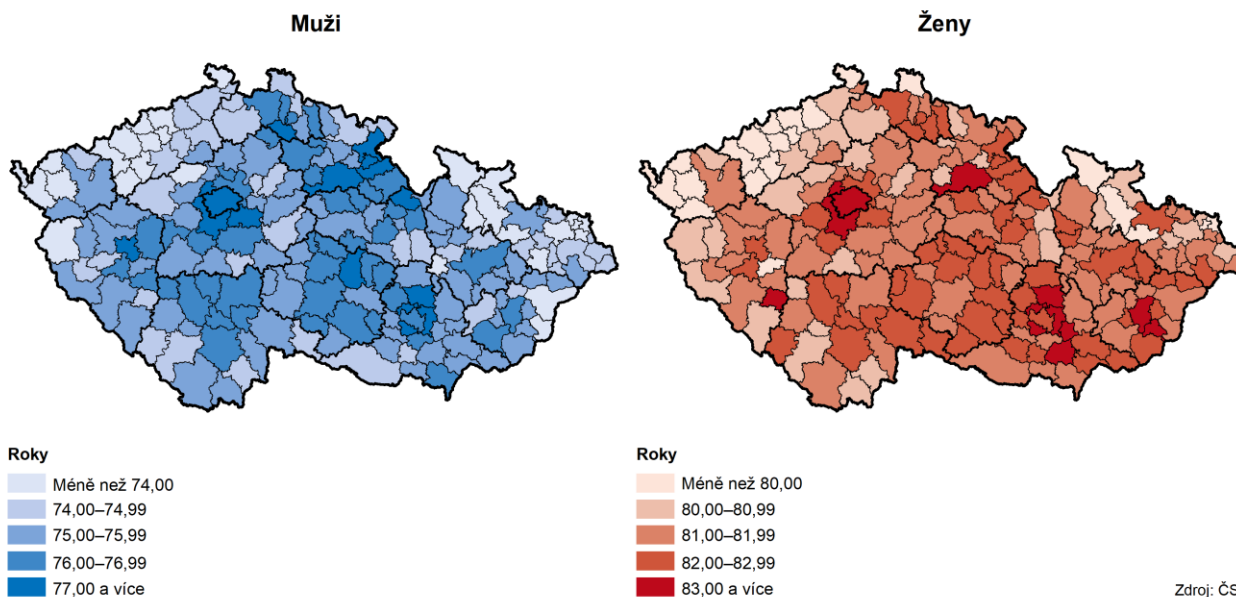 Muži
Ženy
Roky
Méně než 74,00
74,00–74,99
75,00–75,99
76,00–76,99
77,00 a více
Roky
Méně než 80,00
80,00–80,99
81,00–81,99
82,00–82,99
83,00 a více
Zdroj: ČS